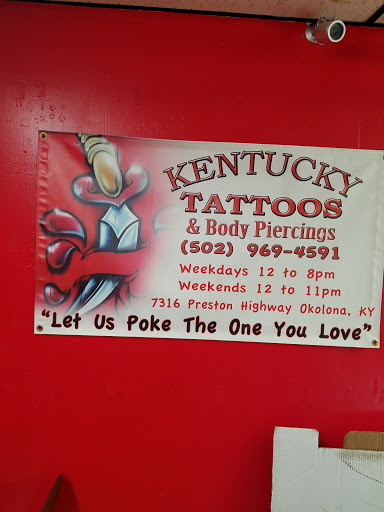 KENTUCKY
TATTOOS
& Body Piercings
(502) 969-4591
Weekdays 12 to 8pm
Weekends 12 to 11pm
7316 Preston Highway Okolona, KY
"Let Us Poke The One You Love"